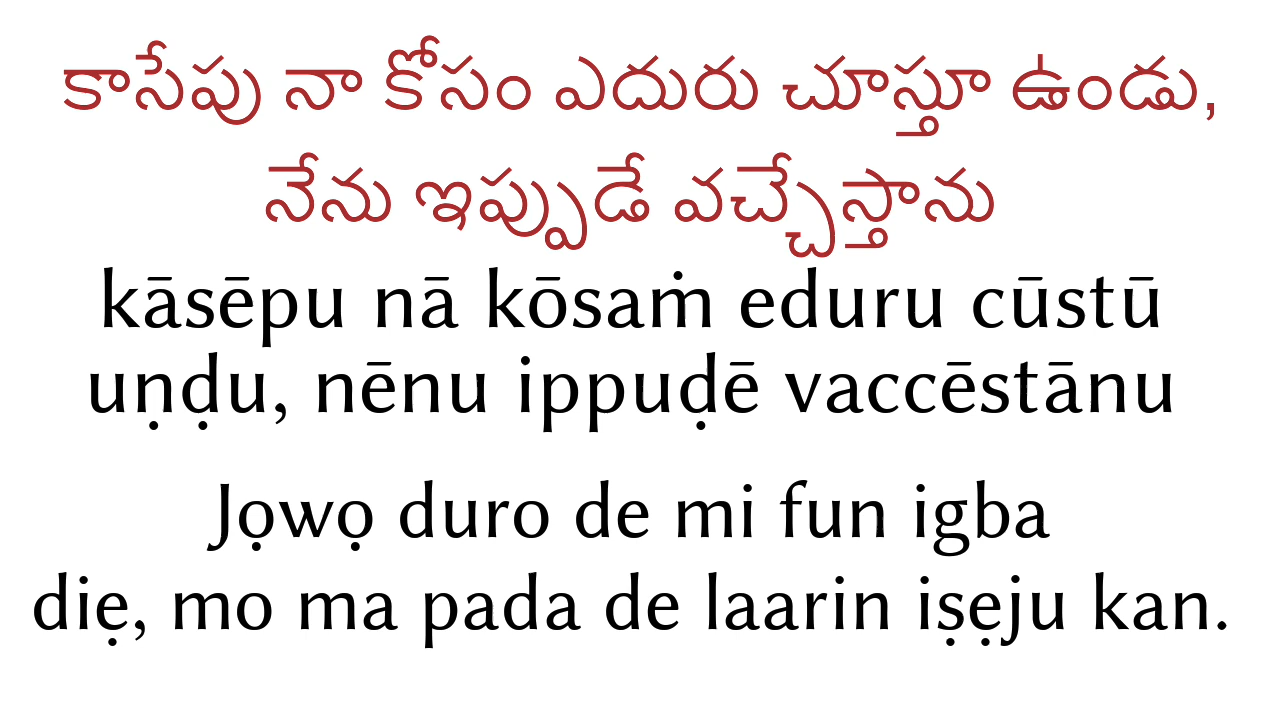 కాసేపు నా కోసం ఎదురు చూస్తూ ఉండు,
నేను ఇప్పుడే వచ్చేస్తాను
kāsēpu nā kōsaṁ eduru cūstū
uṇḍu, nēnu ippuḍē vaccēstānu
Jọwọ duro de mi fun igba
diẹ, mo ma pada de laarin iṣẹju kan.